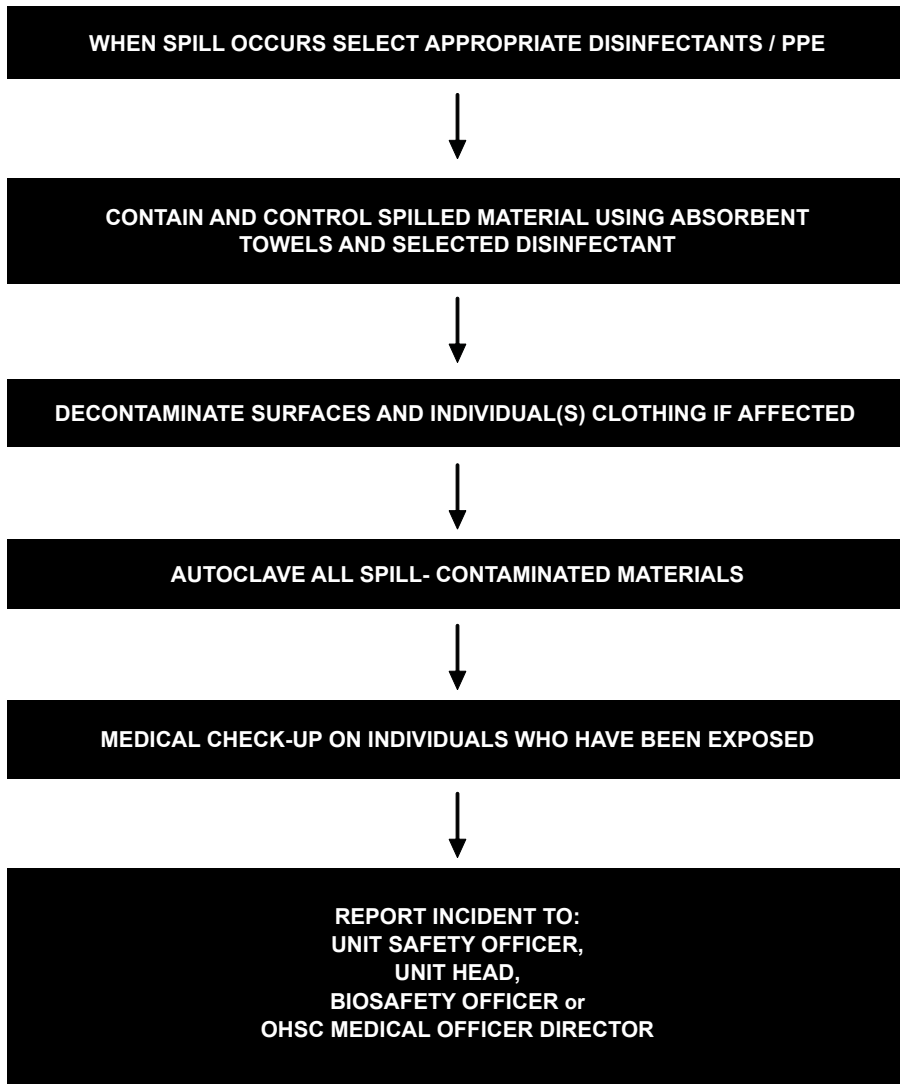 WHEN SPILL OCCURS SELECT APPROPRIATE DISINFECTANTS / PPE
CONTAIN AND CONTROL SPILLED MATERIAL USING ABSORBENT
TOWELS AND SELECTED DISINFECTANT
DECONTAMINATE SURFACES AND INDIVIDUAL(S) CLOTHING IF AFFECTED
AUTOCLAVE ALL SPILL- CONTAMINATED MATERIALS
MEDICAL CHECK-UP ON INDIVIDUALS WHO HAVE BEEN EXPOSED
REPORT INCIDENT TO:
UNIT SAFETY OFFICER,
UNIT HEAD,
BIOSAFETY OFFICER or
OHSC MEDICAL OFFICER DIRECTOR